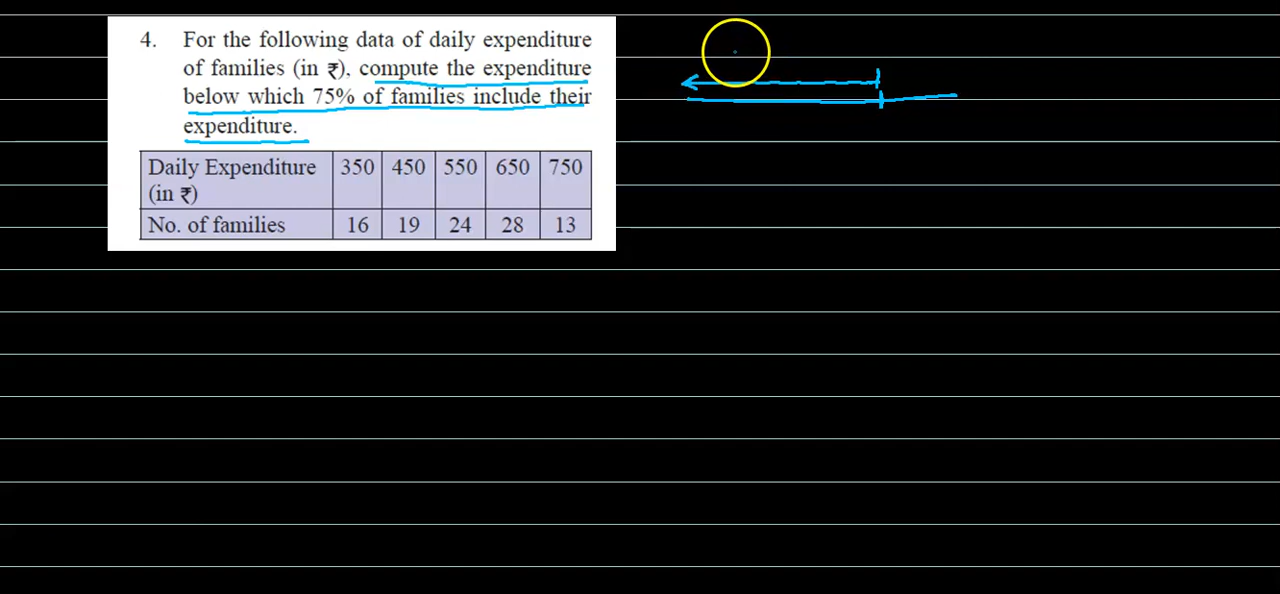 4. For the following data of daily expenditure
of families (in ₹), compute the expenditure
below which 75% of families include their
expenditure.
Daily Expenditure 350 450 550 650 750
(in ₹)
No. of families 16 19 24 28 13